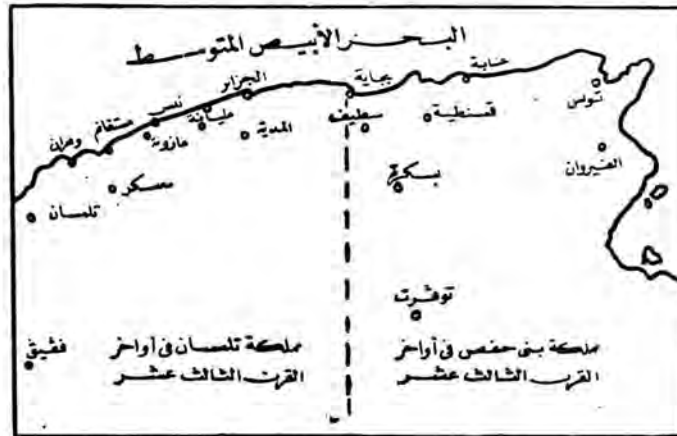 البحر الأبيض المتوسط
عنابة
بجاية
الجزائر
تنس
مستغانم
وهران
تونس
قسنطينة
سطيف
المدية
مليانة
مازونة
القيروان
بسكرة
معسكر
تلمسان
توقرت
فقيق
مملكة بنى حفص فى أواخر
القرن الثالث عشر
مملكة تلمسان فى أواخر
القرن الثالث عشر